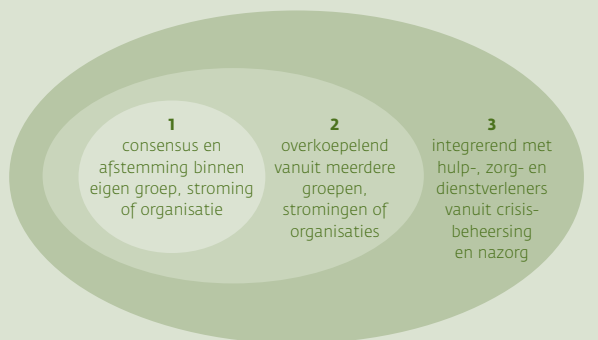 1
consensus en
afstemming binnen
eigen groep, stroming
of organisatie
2
overkoepelend
vanuit meerdere
groepen,
stromingen of
organisaties
3
integrerend met
hulp-, zorg- en
dienstverleners
vanuit crisis-
beheersing
en nazorg